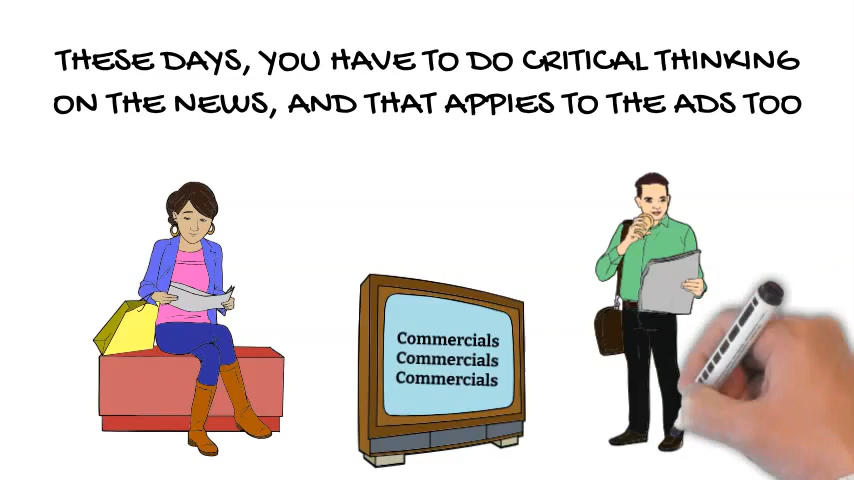 THESE DAYS, YOU HAVE TO DO CRITICAL THINKING
ON THE NEWS, AND THAT APPIES TO THE ADS TOO
Commercials
Commercials
Commercials